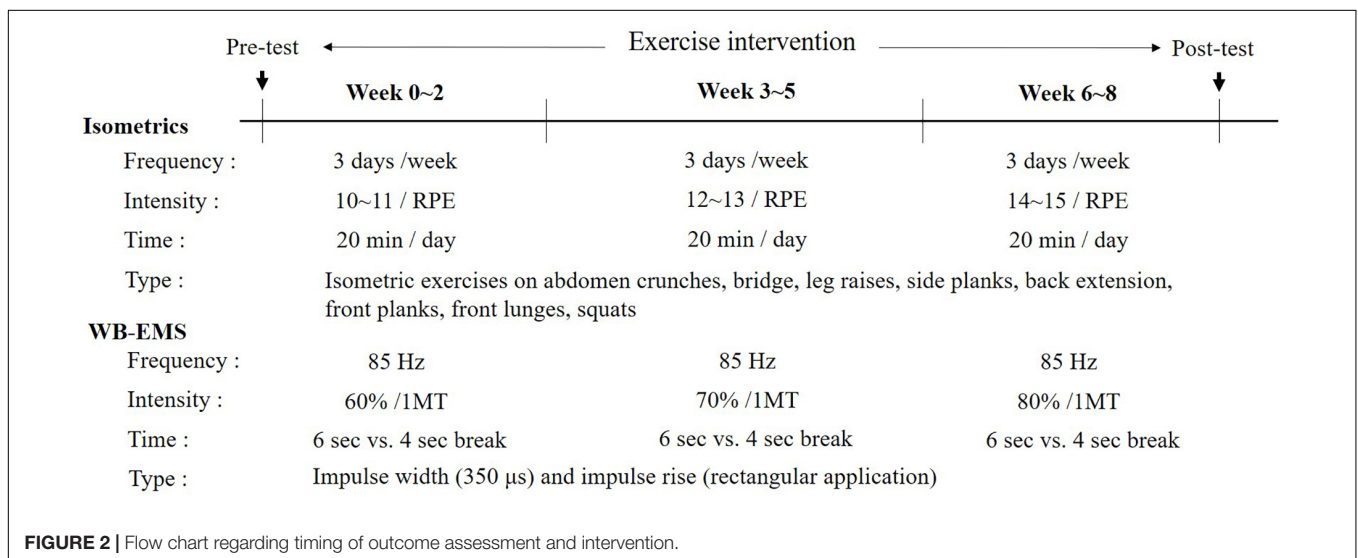 Pre-test Exercise intervention Post-test
Week 0~2 Week 3~5 Week 6~8
Isometrics
Frequency : 3 days /week 3 days /week 3 days /week
Intensity : 10~11 / RPE 12~13 / RPE 14~15 / RPE
Time : 20 min / day 20 min / day 20 min / day
Type : Isometric exercises on abdomen crunches, bridge, leg raises, side planks, back extension,
front planks, front lunges, squats
WB-EMS
Frequency : 85 Hz 85 Hz 85 Hz
Intensity : 60% /1MT 70% /1MT 80% /1MT
Time : 6 sec vs. 4 sec break 6 sec vs. 4 sec break 6 sec vs. 4 sec break
Type : Impulse width (350 μs) and impulse rise (rectangular application)
FIGURE 2 | Flow chart regarding timing of outcome assessment and intervention.